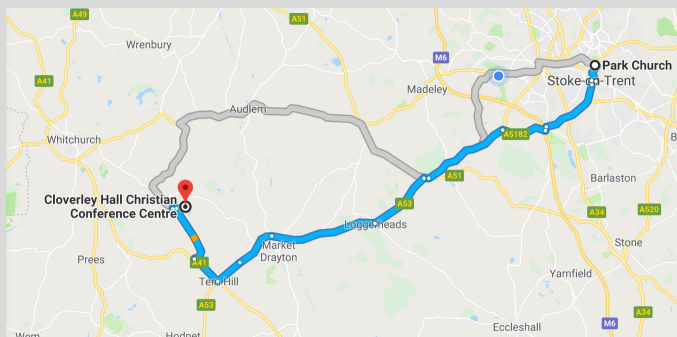 A49
A51
Wrenbury
M6
Park Church
Stoke-on-Trent
A41
Madeley
Audlem
A5182
Whitchurch
A51
Barlaston
Cloverley Hall Christian
Conference Centre
A53
A34
A520
Loggerheads
Stone
Market
Drayton
Prees
A41
Yarnfield
Tern Hill
A53
M6
A34
Eccleshall
Wem
Hodnet